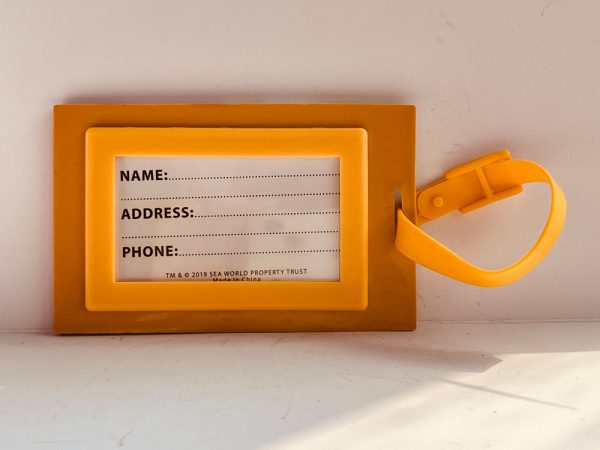 NAME:
ADDRESS:
PHONE:
TM & © 2019 SEA WORLD PROPERTY TRUST
Made in China